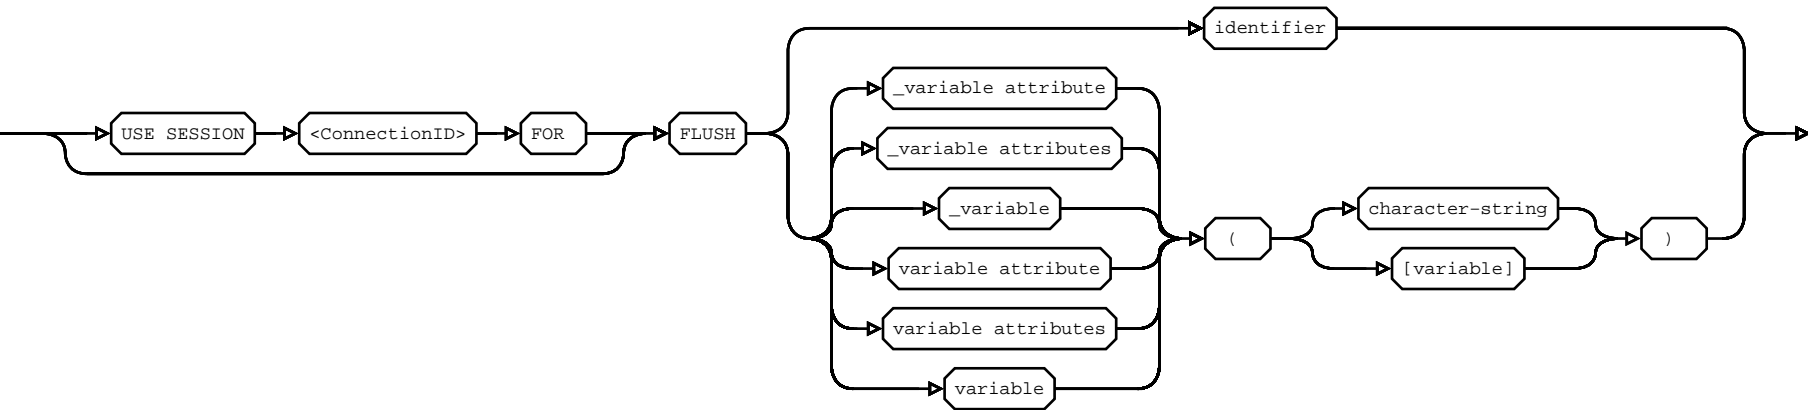 USE SESSION
<ConnectionID>
FOR
FLUSH
identifier
_variable attribute
_variable attributes
_variable
variable attribute
variable attributes
variable
(
character-string
[variable]
)